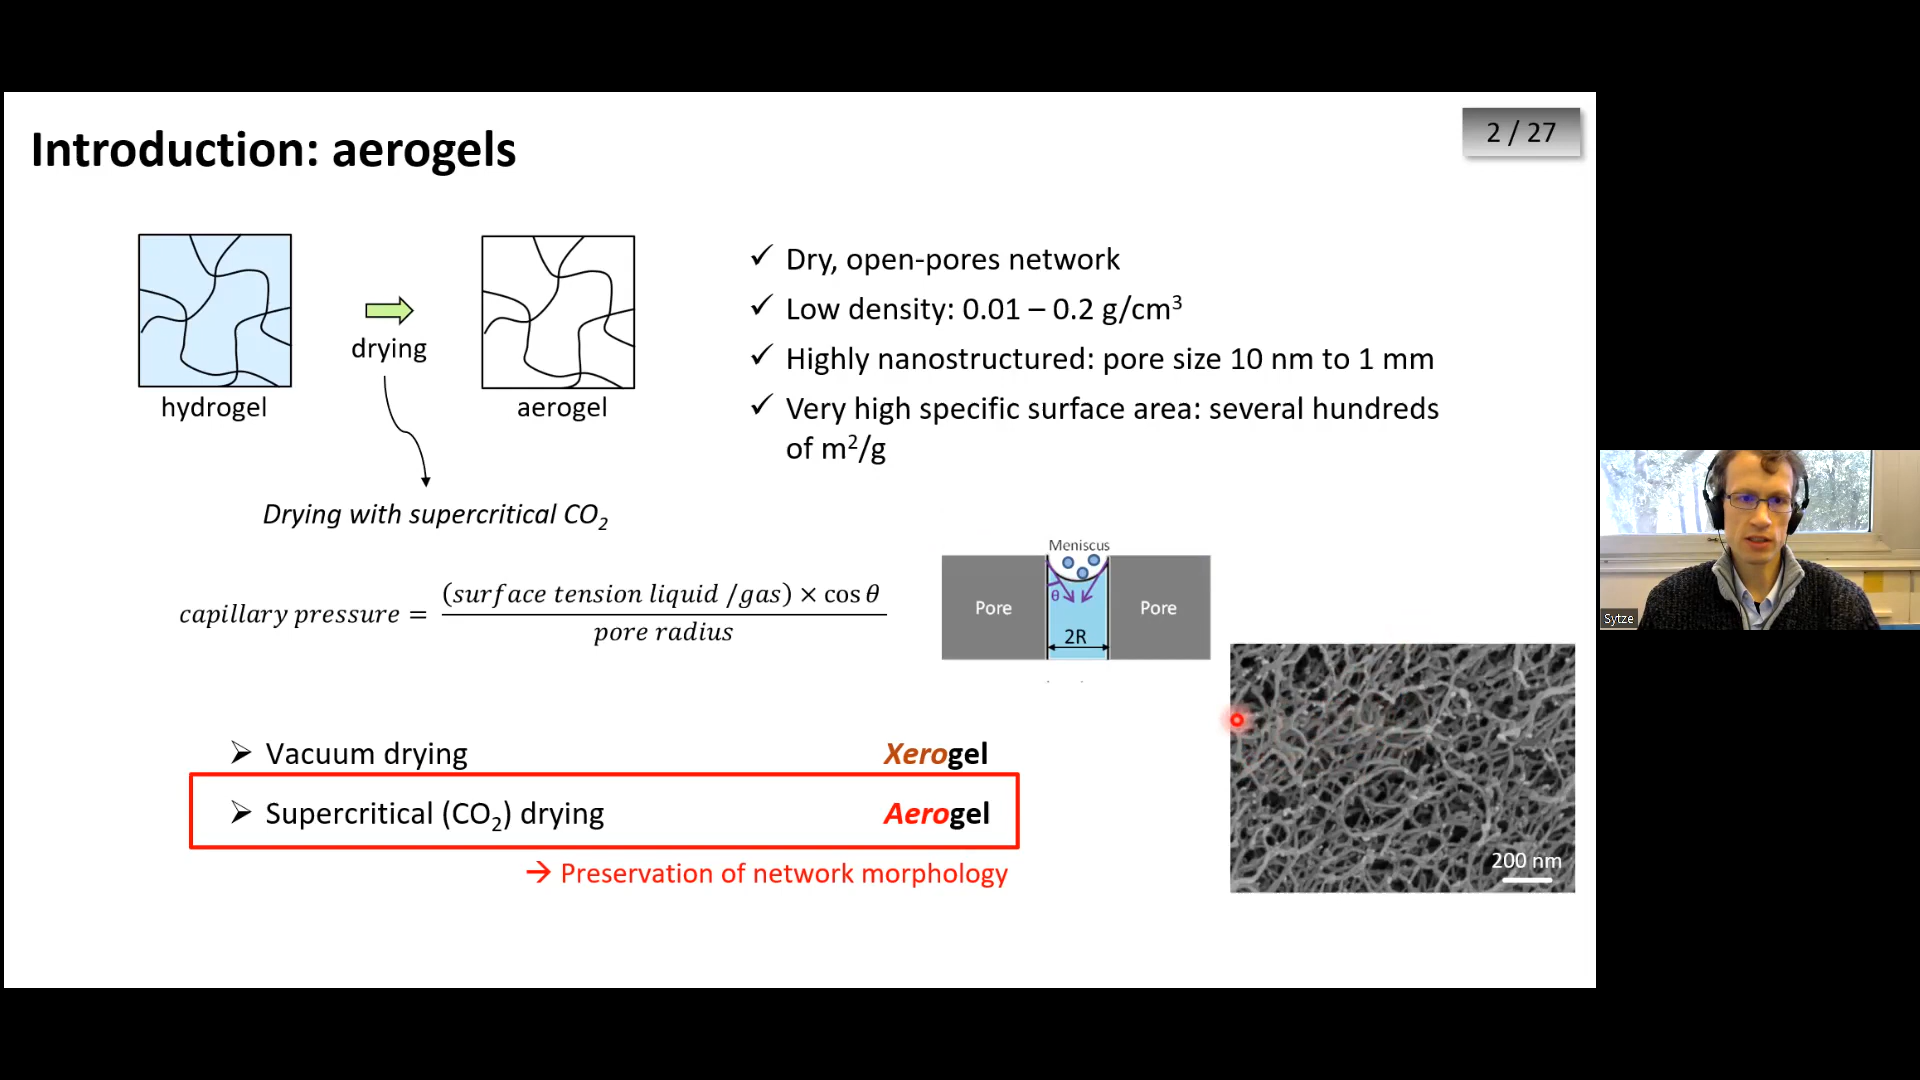 Introduction: aerogels
2 / 27
hydrogel
drying
aerogel
Drying with supercritical CO₂
✓ Dry, open-pores network
✓ Low density: 0.01 – 0.2 g/cm³
✓ Highly nanostructured: pore size 10 nm to 1 mm
✓ Very high specific surface area: several hundreds
of m²/g
capillary pressure = (surface tension liquid /gas) × cos θ
pore radius
Meniscus
Pore
θ
2R
Pore
➢ Vacuum drying Xerogel
➢ Supercritical (CO₂) drying Aerogel
→ Preservation of network morphology
200 nm
Sytze